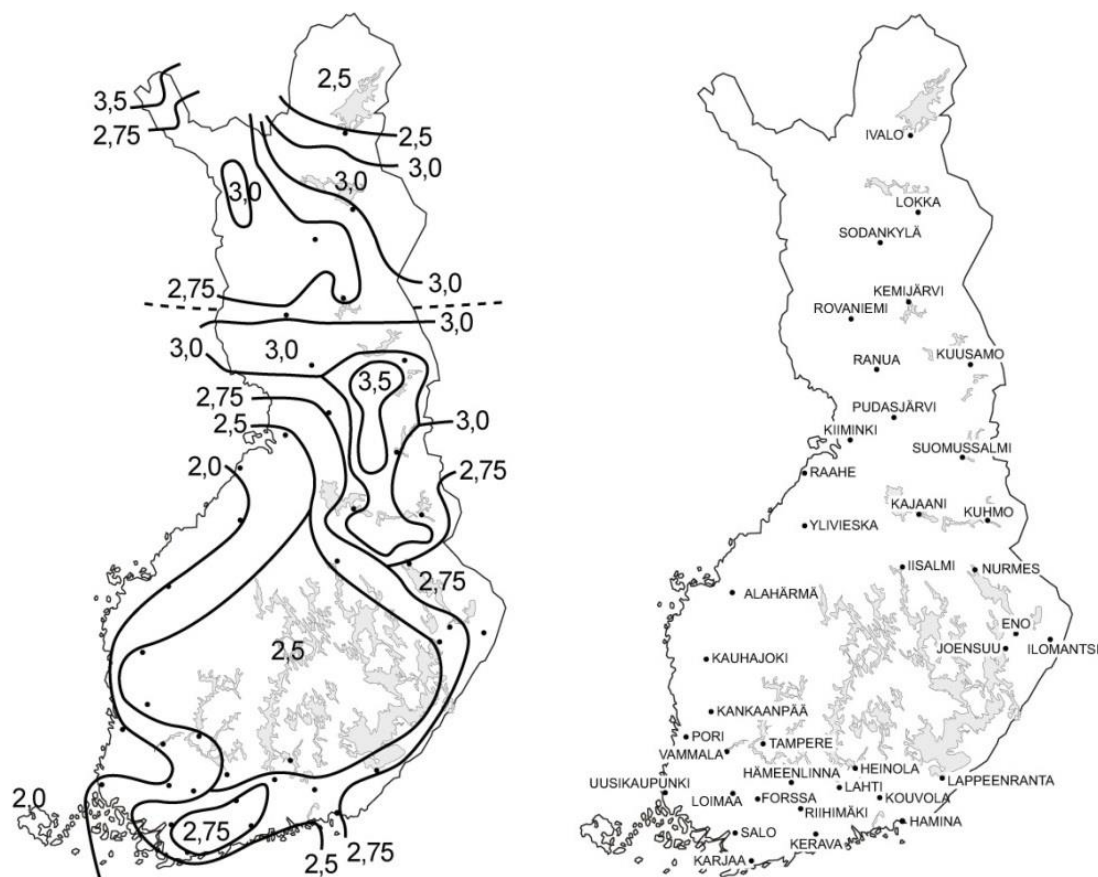 2,5
3,5
2,75
2,5
3,0
3,0
3,0
3,0
2,75
3,0
3,0
3,0
3,5
2,75
2,5
3,0
2,0
2,75
2,75
2,5
2,0
2,75
2,5
2,75
IVALO
LOKKA
SODANKYLÄ
KEMIJÄRVI
ROVANIEMI
RANUA
KUUSAMO
PUDASJÄRVI
KIIMINKI
SUOMUSSALMI
RAAHE
KAJAANI
KUHMO
YLIVIESKA
IISALMI
NURMES
ALAHÄRMÄ
ENO
JOENSUU
ILOMANTSI
KAUHAJOKI
KANKAANPÄÄ
PORI
TAMPERE
VAMMALA
HEINOLA
HÄMEENLINNA
LAPPEENRANTA
UUSIKAUPUNKI
LAHTI
LOIMAA
FORSSA
KOUVOLA
RIIHIMÄKI
HAMINA
SALO
KERAVA
KARJAA